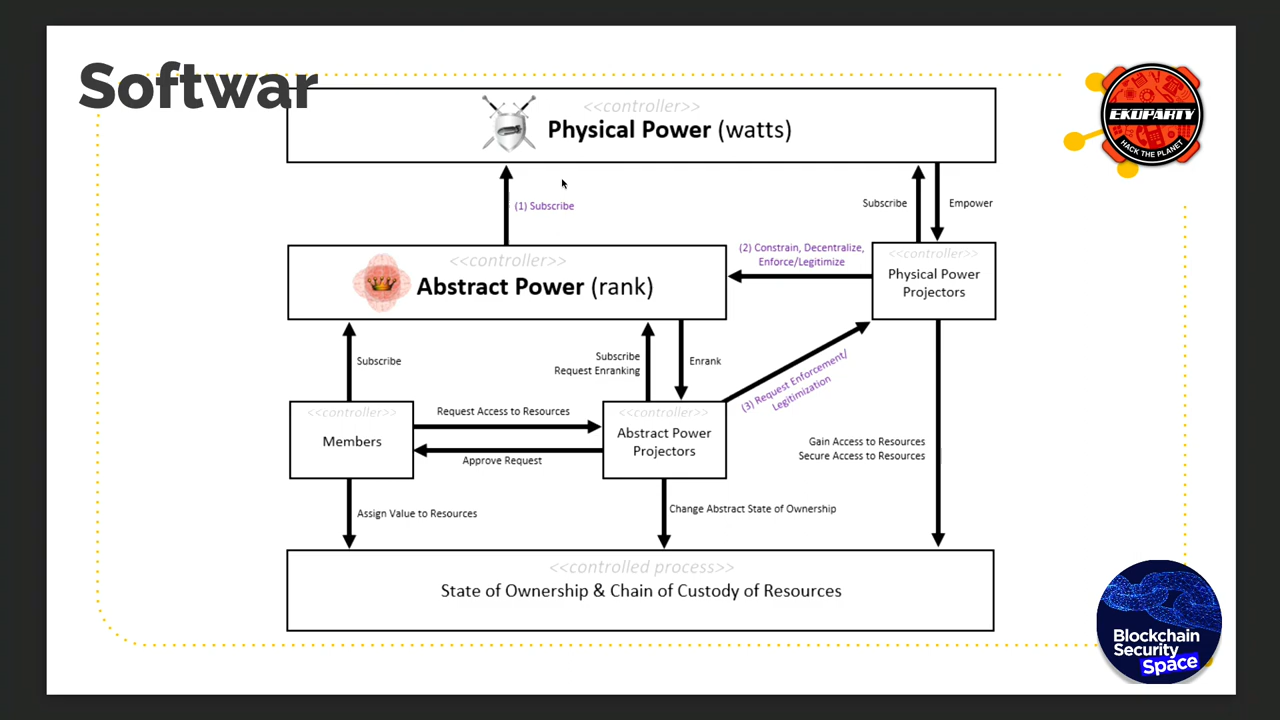 Softwar
<<controller>>
Physical Power (watts)
EKOPARTY
HACK THE PLANET
(1) Subscribe
Subscribe
Empower
<<controller>>
Abstract Power (rank)
(2) Constrain, Decentralize,
Enforce/Legitimize
<<controller>>
Physical Power
Projectors
Subscribe
Subscribe
Request Enranking
Enrank
(3) Request Enforcement/
Legitimization
<<controller>>
Members
Request Access to Resources
Approve Request
<<controller>>
Abstract Power
Projectors
Gain Access to Resources
Secure Access to Resources
Assign Value to Resources
Change Abstract State of Ownership
<<controlled process>>
State of Ownership & Chain of Custody of Resources
Blockchain
Security
Space